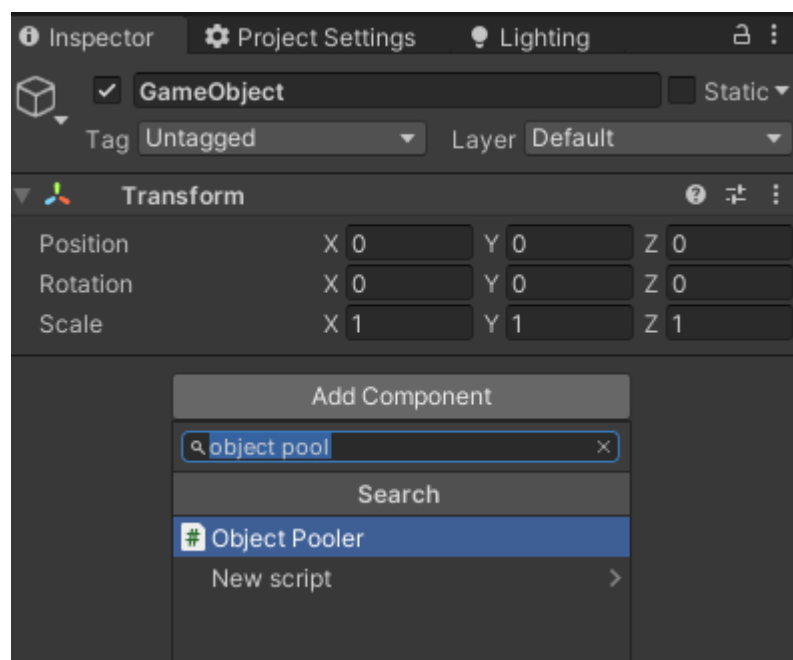 Inspector Project Settings Lighting
GameObject Static
Tag Untagged Layer Default
Transform
Position X 0 Y 0 Z 0
Rotation X 0 Y 0 Z 0
Scale X 1 Y 1 Z 1
Add Component
object pool
Search
# Object Pooler
New script